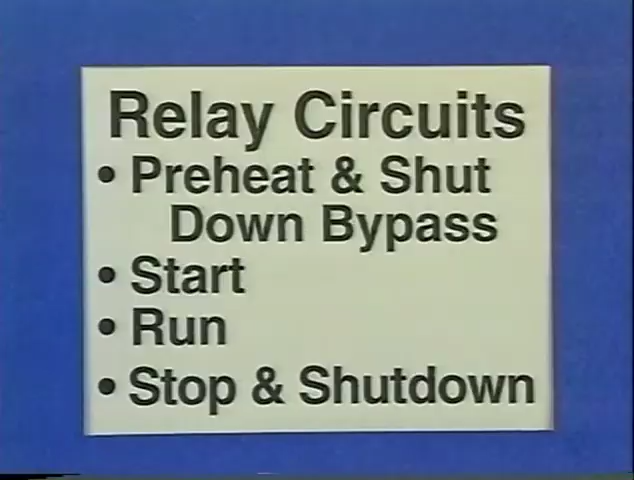 Relay Circuits
• Preheat & Shut
Down Bypass
• Start
• Run
• Stop & Shutdown